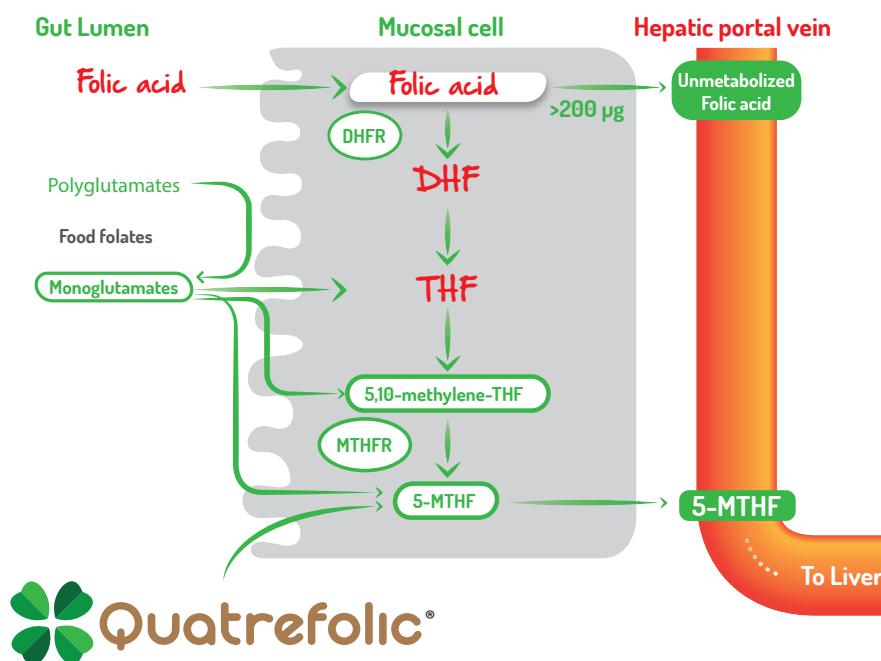 Gut Lumen
Mucosal cell
Hepatic portal vein
Folic acid
Folic acid
>200 µg
Unmetabolized
Folic acid
DHFR
DHF
Polyglutamates
Food folates
Monoglutamates
THF
5,10-methylene-THF
MTHFR
5-MTHF
5-MTHF
To Liver
Quatrefolic®